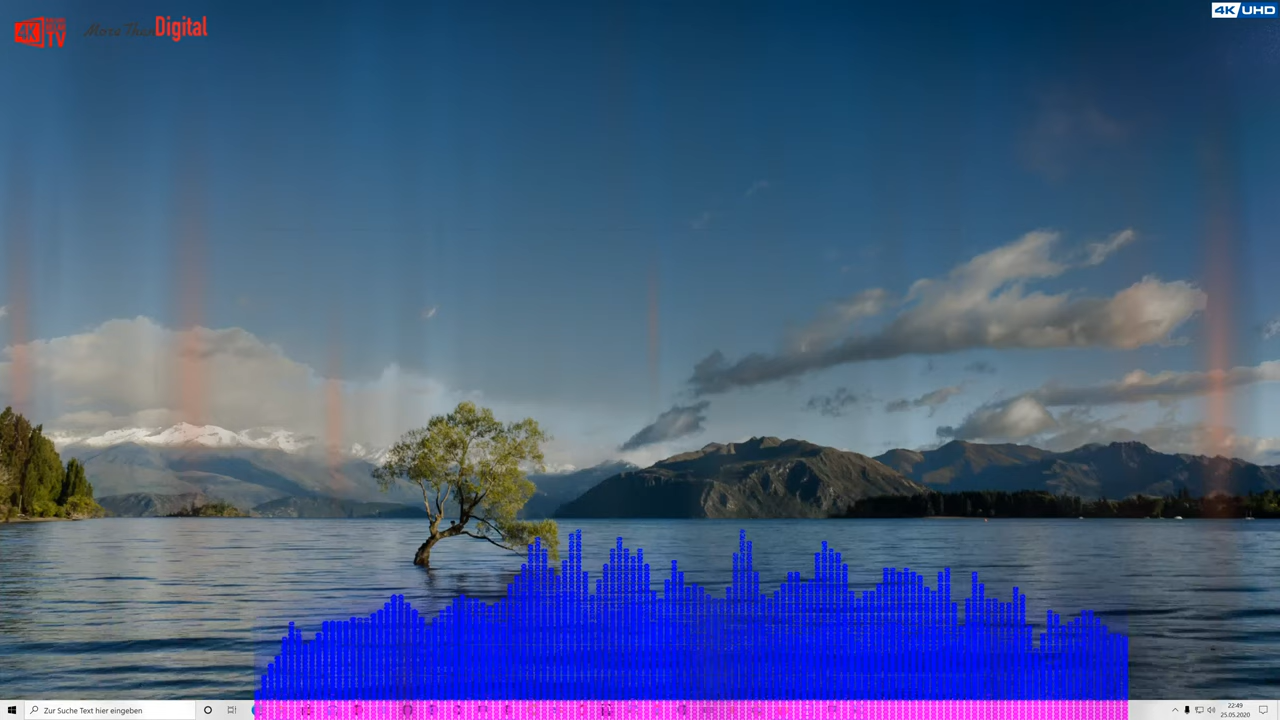 4K
TV
More Than Digital
4K UHD
Zur Suche Text hier eingeben
22:49
25.05.2020